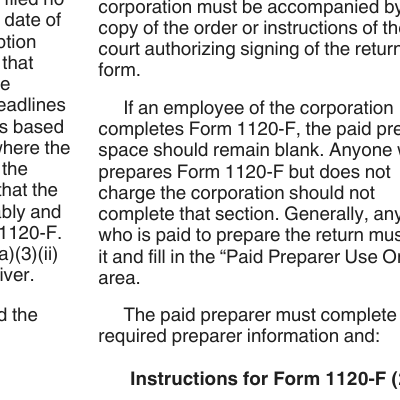 date of
ption
that
e
eadlines
s based
where the
the
that the
ably and
1120-F.
a)(3)(ii)
iver.
d the
corporation must be accompanied by
copy of the order or instructions of the
court authorizing signing of the return
form.
If an employee of the corporation
completes Form 1120-F, the paid pre
space should remain blank. Anyone
prepares Form 1120-F but does not
charge the corporation should not
complete that section. Generally, any
who is paid to prepare the return mus
it and fill in the “Paid Preparer Use O
area.
The paid preparer must complete
required preparer information and:
Instructions for Form 1120-F (